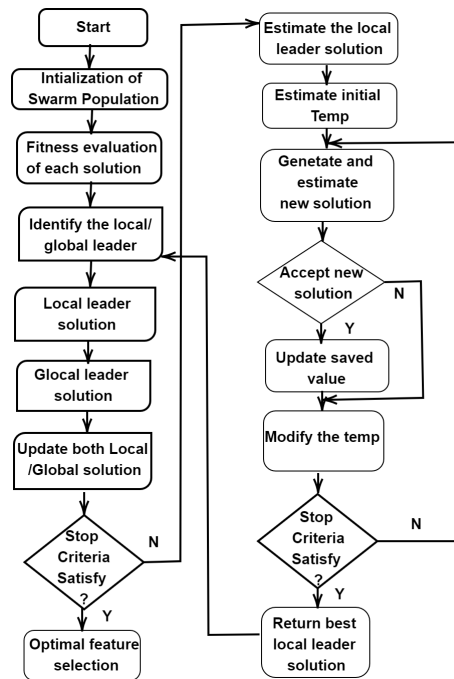 Start
Intialization of
Swarm Population
Fitness evaluation
of each solution
Identify the local/
global leader
Local leader
solution
Glocal leader
solution
Update both Local
/Global solution
Stop
Criteria
Satisfy
?
N
Y
Optimal feature
selection
Estimate the local
leader solution
Estimate initial
Temp
Genetate and
estimate
new solution
Accept new
solution
N
Y
Update saved
value
Modify the temp
Stop
Criteria
Satisfy
?
N
Y
Return best
local leader
solution